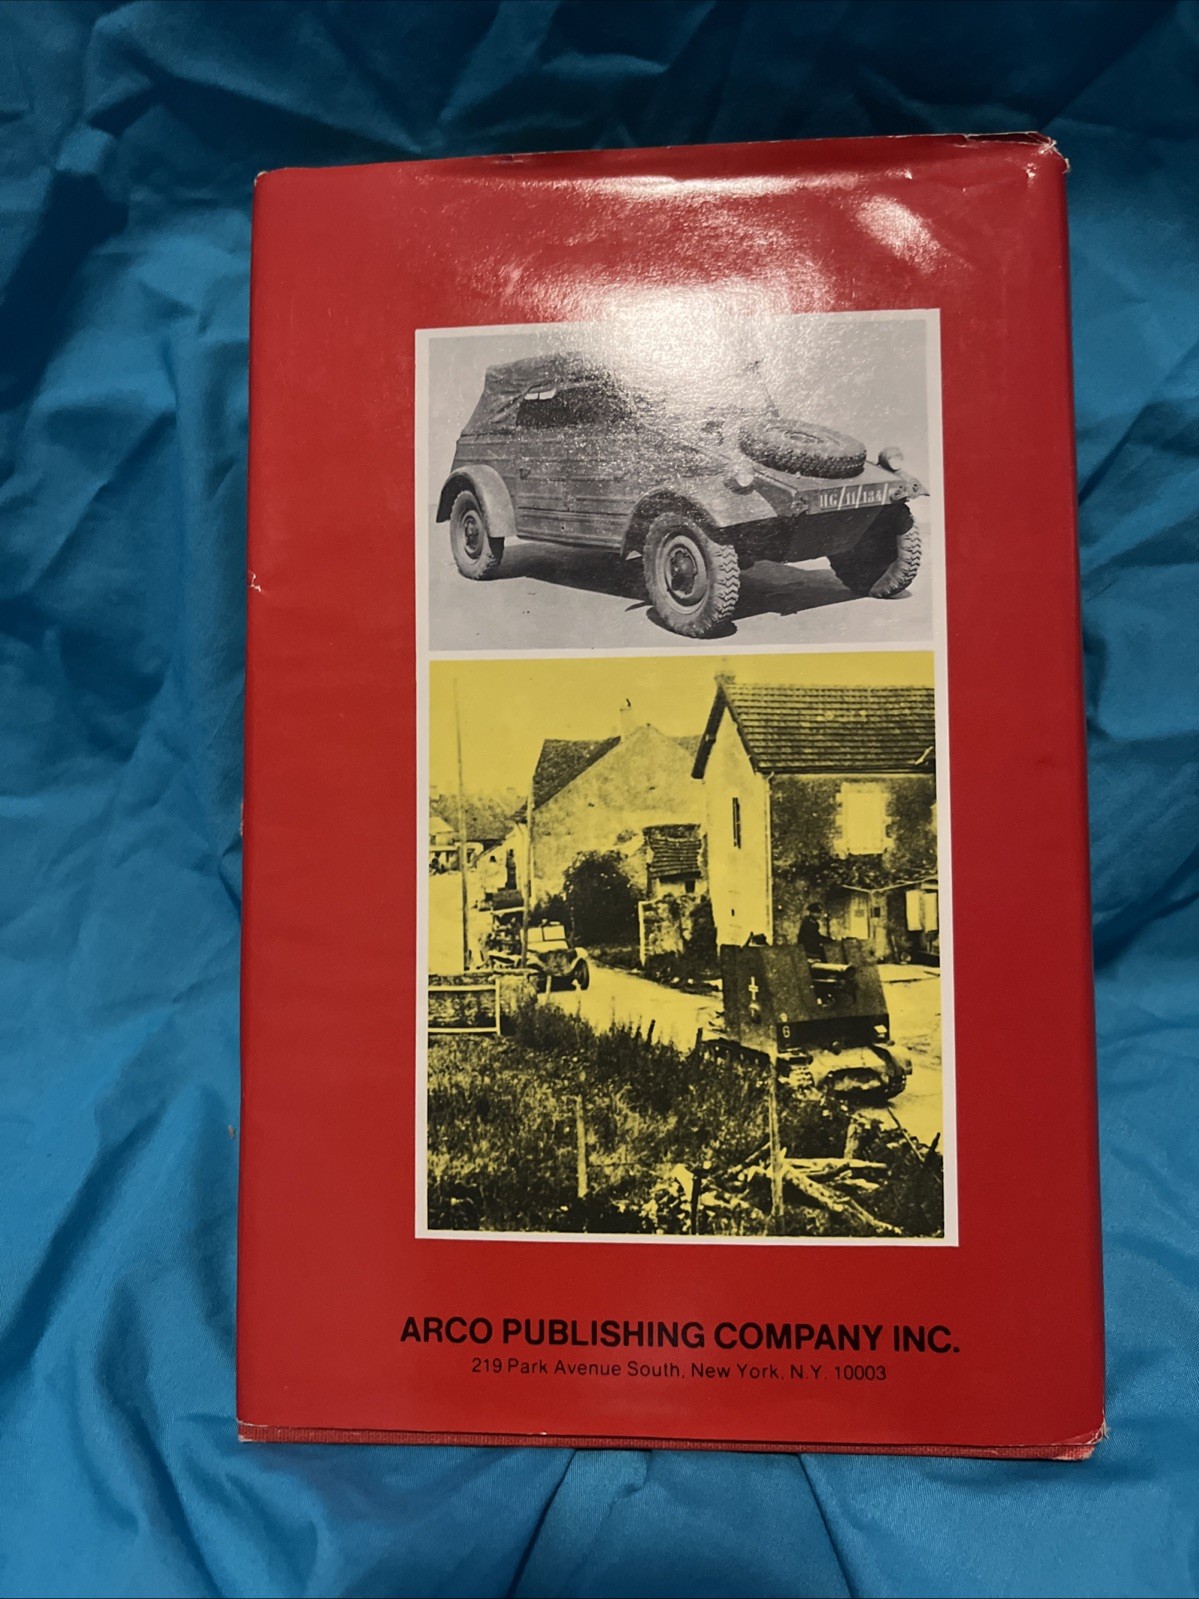 ARCO PUBLISHING COMPANY INC.
219 Park Avenue South, New York, N.Y. 10003